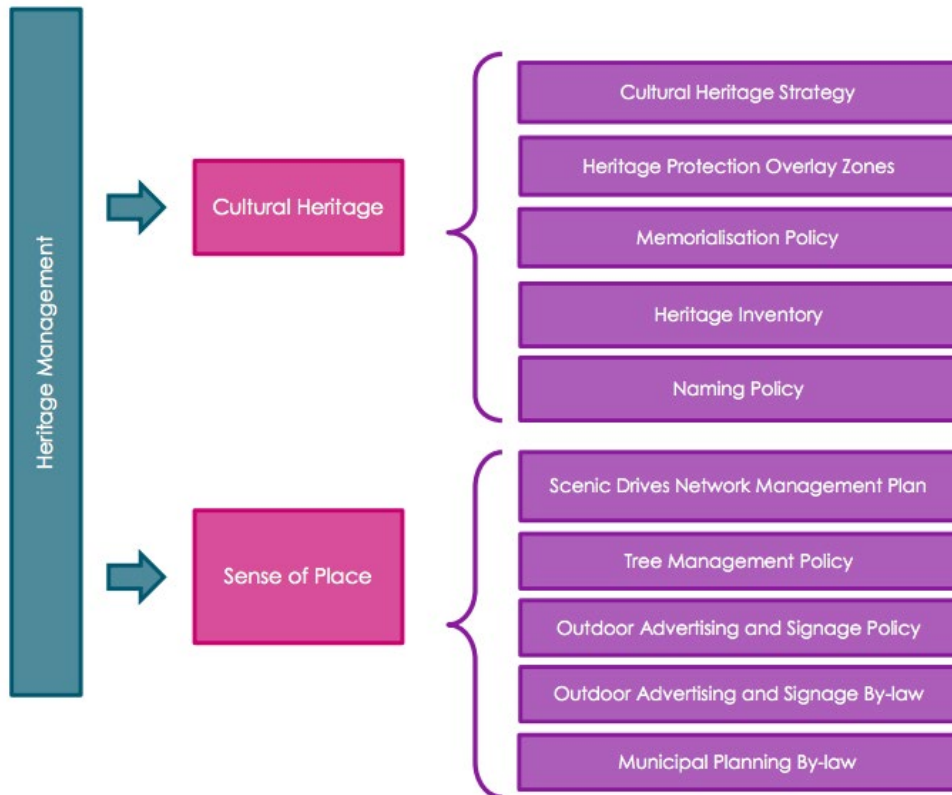 Heritage Management
Cultural Heritage
Cultural Heritage Strategy
Heritage Protection Overlay Zones
Memorialisation Policy
Heritage Inventory
Naming Policy
Sense of Place
Scenic Drives Network Management Plan
Tree Management Policy
Outdoor Advertising and Signage Policy
Outdoor Advertising and Signage By-law
Municipal Planning By-law